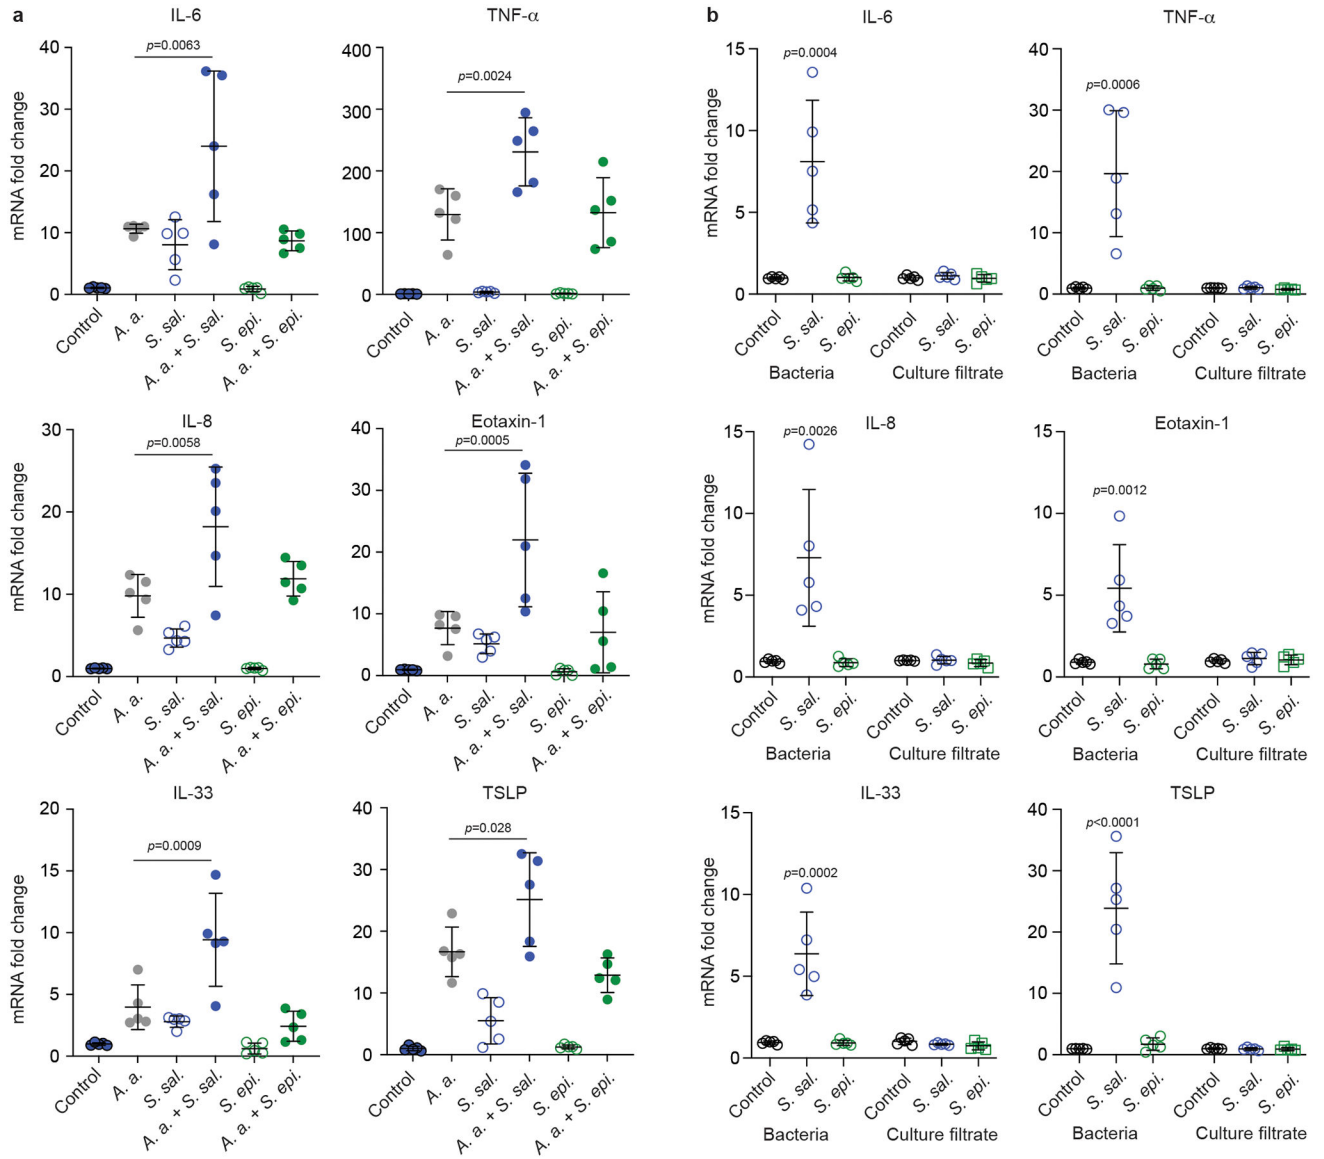 a
IL-6
mRNA fold change
40
30
20
10
0
p=0.0063
Control
A. a.
S. sal.
A. a. + S. sal.
S. epi.
A. a. + S. epi.
TNF-α
400
300
200
100
0
p=0.0024
Control
A. a.
S. sal.
A. a. + S. sal.
S. epi.
A. a. + S. epi.
b
IL-6
mRNA fold change
15
10
5
0
p=0.0004
Control
S. sal.
S. epi.
Control
S. sal.
S. epi.
Bacteria
Culture filtrate
TNF-α
40
30
20
10
0
p=0.0006
Control
S. sal.
S. epi.
Control
S. sal.
S. epi.
Bacteria
Culture filtrate
IL-8
mRNA fold change
30
20
10
0
p=0.0058
Control
A. a.
S. sal.
A. a. + S. sal.
S. epi.
A. a. + S. epi.
Eotaxin-1
40
30
20
10
0
p=0.0005
Control
A. a.
S. sal.
A. a. + S. sal.
S. epi.
A. a. + S. epi.
IL-8
mRNA fold change
15
10
5
0
p=0.0026
Control
S. sal.
S. epi.
Control
S. sal.
S. epi.
Bacteria
Culture filtrate
Eotaxin-1
15
10
5
0
p=0.0012
Control
S. sal.
S. epi.
Control
S. sal.
S. epi.
Bacteria
Culture filtrate
IL-33
mRNA fold change
20
15
10
5
0
p=0.0009
Control
A. a.
S. sal.
A. a. + S. sal.
S. epi.
A. a. + S. epi.
TSLP
40
30
20
10
0
p=0.028
Control
A. a.
S. sal.
A. a. + S. sal.
S. epi.
A. a. + S. epi.
IL-33
mRNA fold change
15
10
5
0
p=0.0002
Control
S. sal.
S. epi.
Control
S. sal.
S. epi.
Bacteria
Culture filtrate
TSLP
40
30
20
10
0
p<0.0001
Control
S. sal.
S. epi.
Control
S. sal.
S. epi.
Bacteria
Culture filtrate